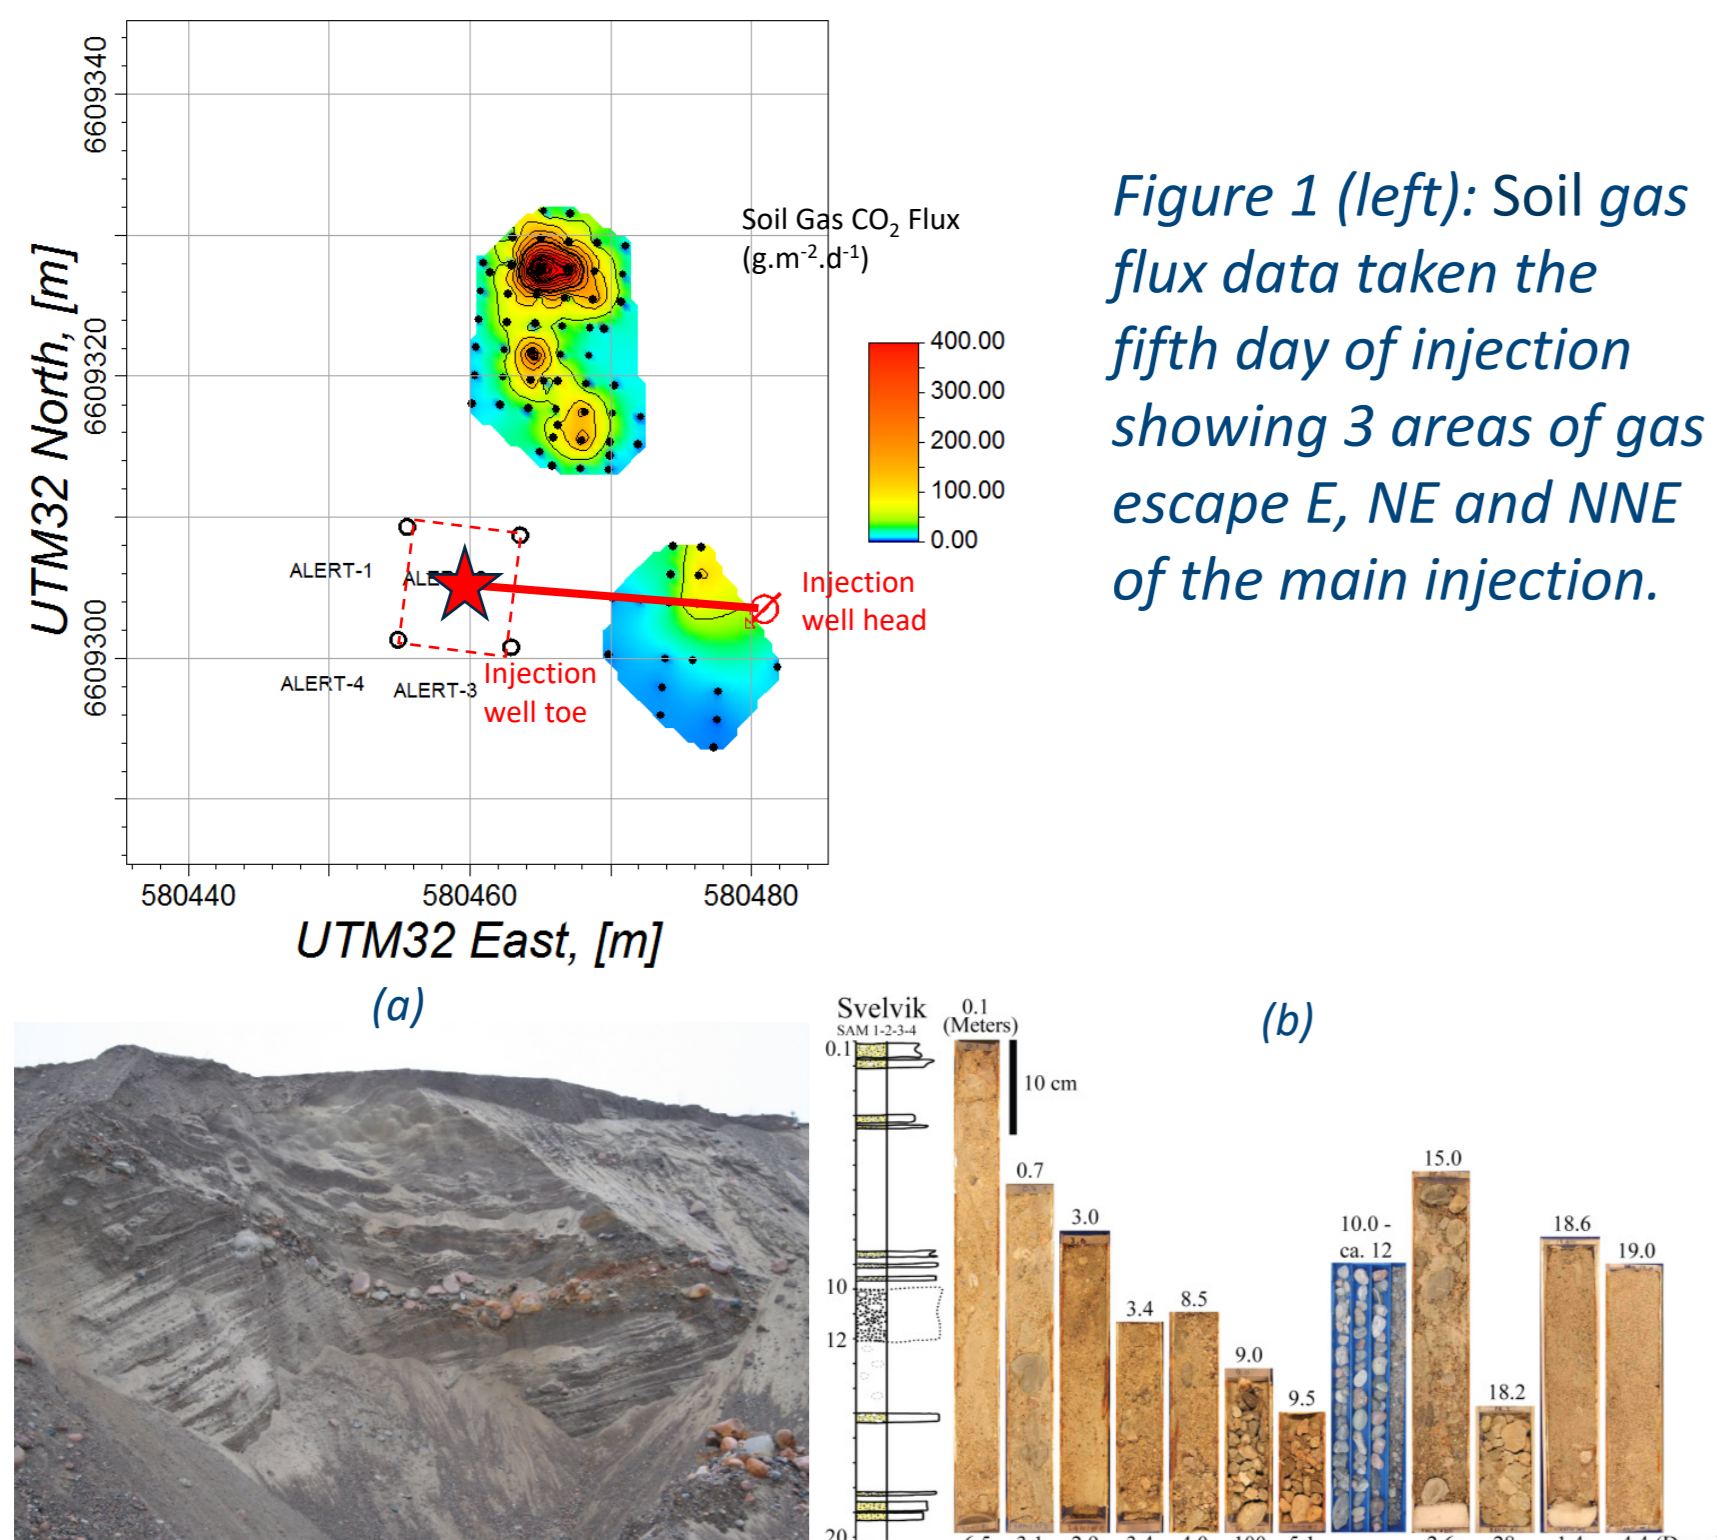 6609340
6609320
6609300
UTM32 North, [m]
Soil Gas CO2 Flux
(g.m-2.d-1)
400.00
300.00
200.00
100.00
0.00
ALERT-1
ALERT-4
ALERT-3
Injection
well toe
Injection
well head
580440
580460
580480
UTM32 East, [m]
Figure 1 (left): Soil gas
flux data taken the
fifth day of injection
showing 3 areas of gas
escape E, NE and NNE
of the main injection.
(a)
(b)
Svelvik
SAM 1-2-3-4
0.1
10
12
20
0.1
(Meters)
10 cm
0.7
3.0
3.4
8.5
9.0
9.5
10.0 -
ca. 12
15.0
18.2
18.6
19.0